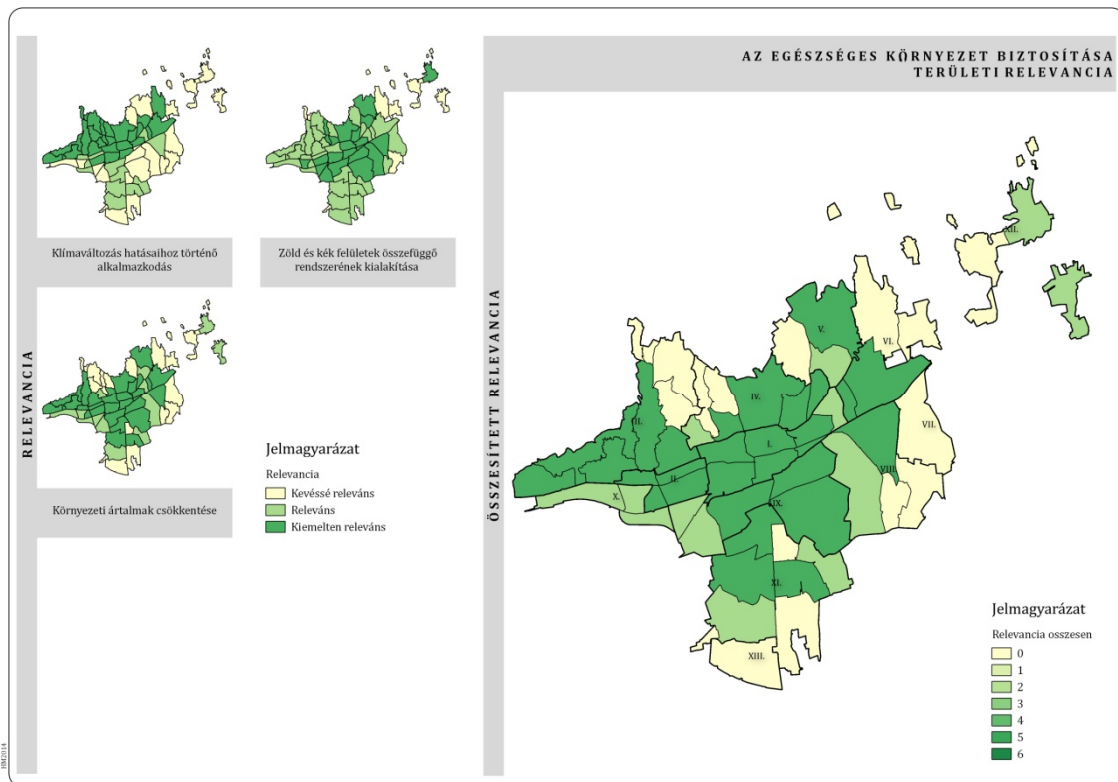 AZ EGÉSZSÉGES KÖRNYEZET BIZTOSÍTÁSA
TERÜLETI RELEVANCIA
RELEVANCIA
Klímaváltozás hatásaihoz történő
alkalmazkodás
Zöld és kék felületek összefüggő
rendszerének kialakítása
Környezeti ártalmak csökkentése
Jelmagyarázat
Relevancia
Kevéssé releváns
Releváns
Kiemelten releváns
ÖSSZESÍTETT RELEVANCIA
XII.
V.
VI.
IV.
III.
VII.
I.
VIII.
II.
X.
IX.
XI.
XIII.
Jelmagyarázat
Relevancia osszesen
0
1
2
3
4
5
6
HM2014